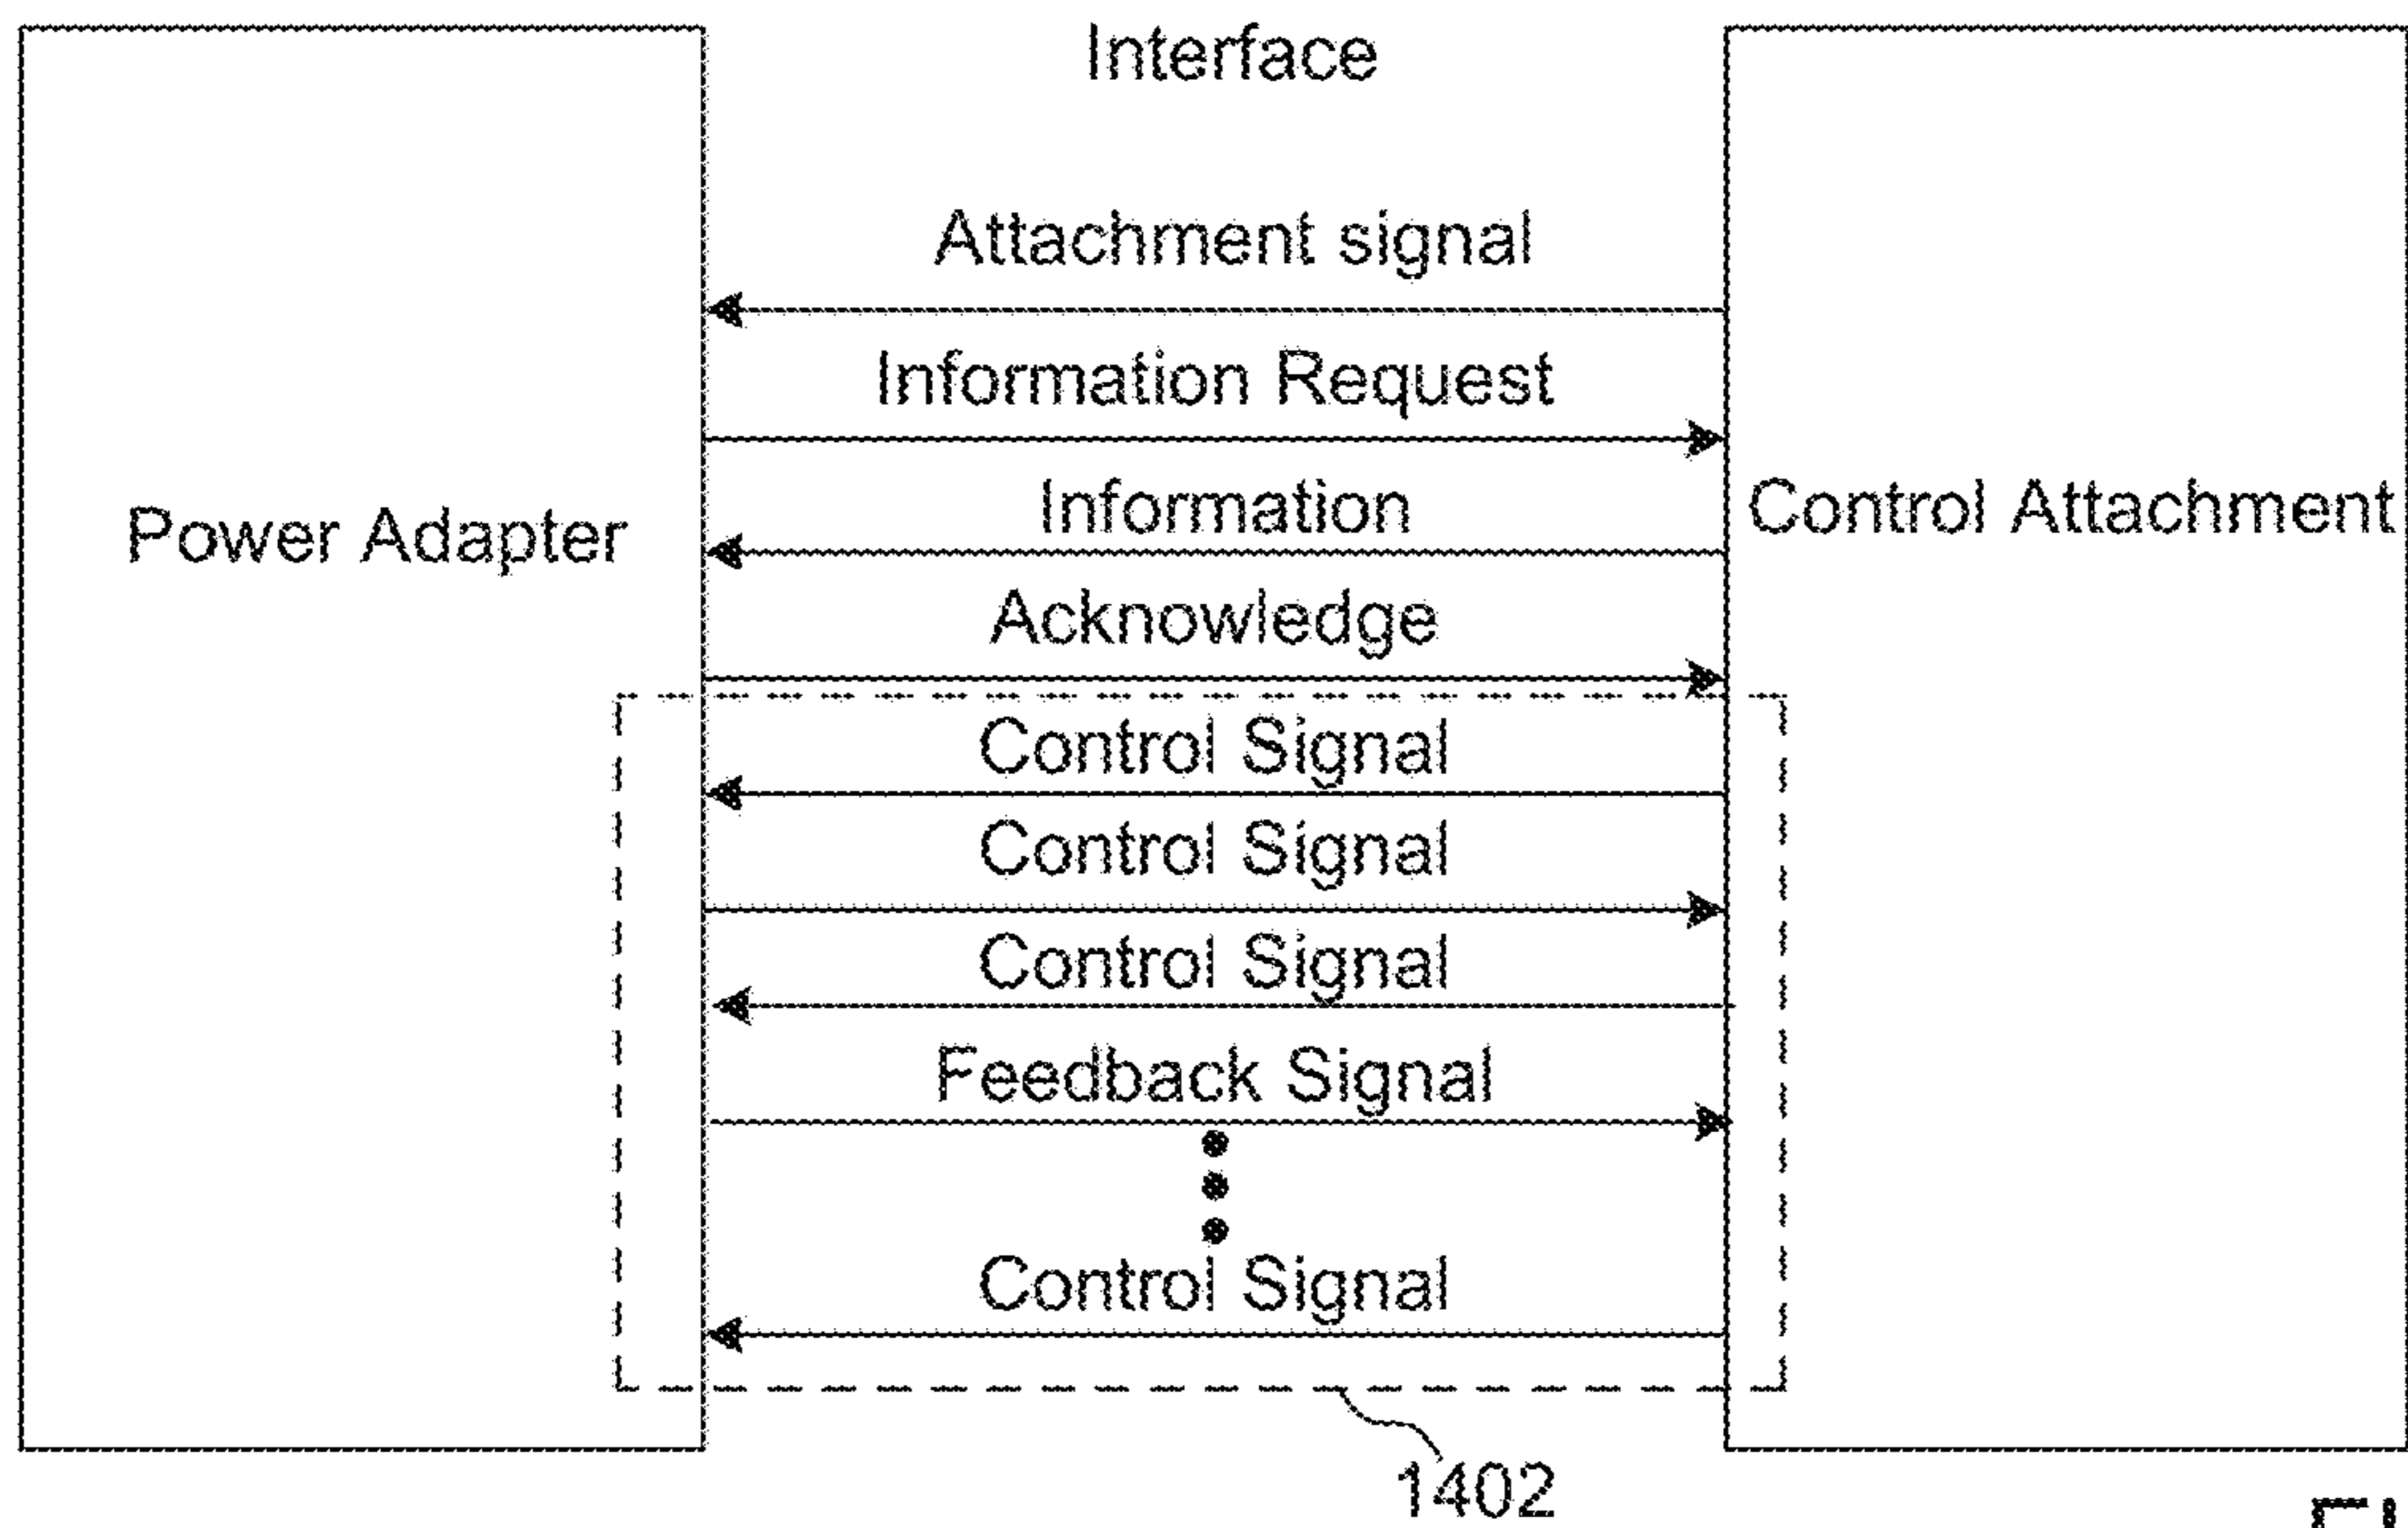 Interface
Attachment signal
Information Request
Information
Power Adapter
Control Attachment
Acknowledge
Control Signal
Control Signal
Control Signal
Feedback Signal
Control Signal
1402